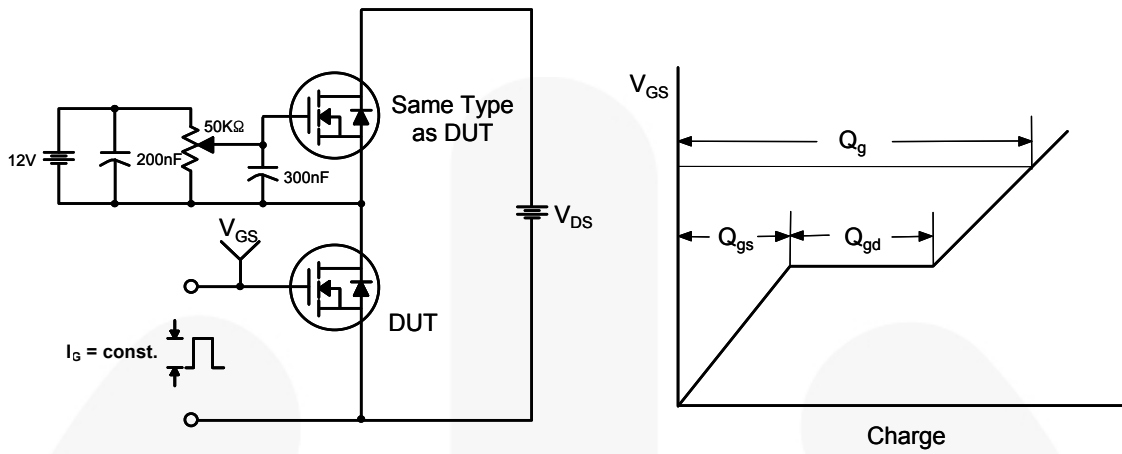 Same Type
as DUT
50KΩ
12V
200nF
300nF
V_GS
V_DS
DUT
I_G = const.
V_GS
Q_g
Q_gs
Q_gd
Charge